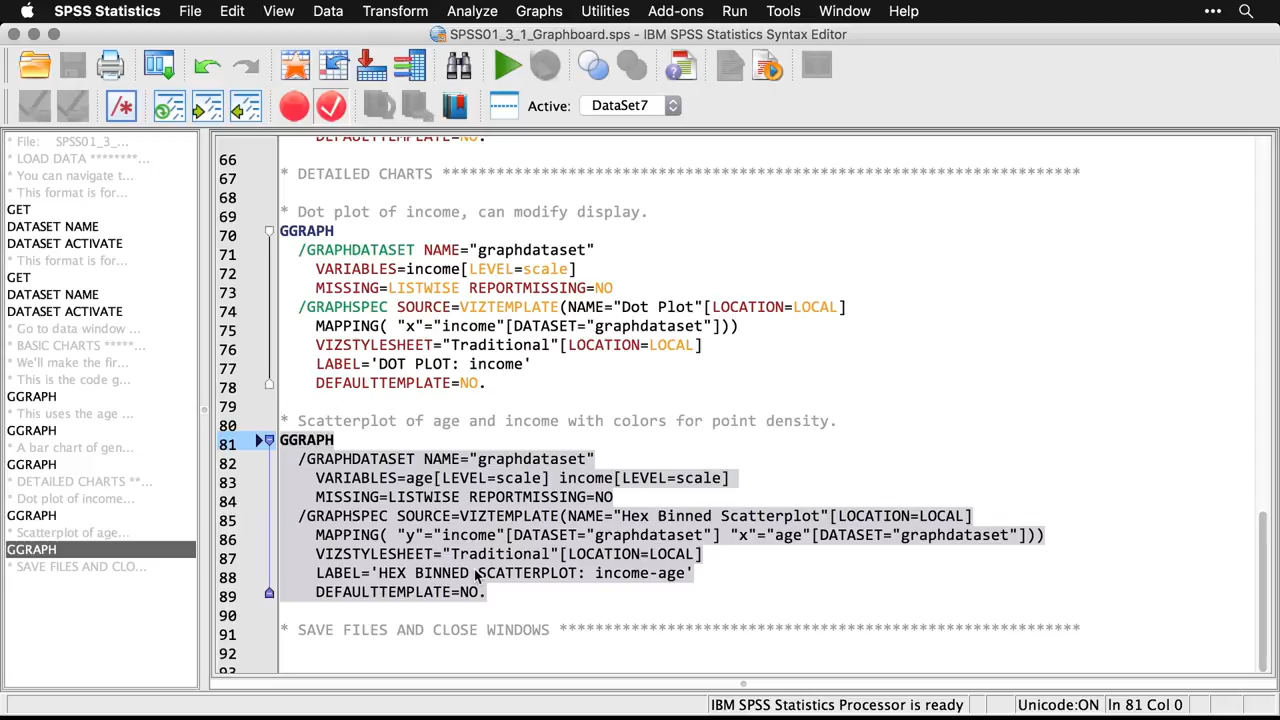 SPSS Statistics File Edit View Data Transform Analyze Graphs Utilities Add-ons Run Tools Window Help
SPSS01_3_1_Graphboard.sps - IBM SPSS Statistics Syntax Editor
Active: DataSet7
* File: SPSS01_3_...
* LOAD DATA ********...
* You can navigate t...
* This format is for...
GET
DATASET NAME
DATASET ACTIVATE
* This format is for...
GET
DATASET NAME
DATASET ACTIVATE
* Go to data window ...
* BASIC CHARTS *****...
* We'll make the fir...
* This is the code g...
GGRAPH
* This uses the age ...
GGRAPH
* A bar chart of gen...
GGRAPH
* DETAILED CHARTS **...
* Dot plot of income...
GGRAPH
* Scatterplot of age...
GGRAPH
* SAVE FILES AND CLO...
DEFAULTTEMPLATE=NO.
66
67 * DETAILED CHARTS ***********************************************************************
68
69 * Dot plot of income, can modify display.
70 GGRAPH
71 /GRAPHDATASET NAME="graphdataset"
72 VARIABLES=income[LEVEL=scale]
73 MISSING=LISTWISE REPORTMISSING=NO
74 /GRAPHSPEC SOURCE=VIZTEMPLATE(NAME="Dot Plot"[LOCATION=LOCAL]
75 MAPPING( "x"="income"[DATASET="graphdataset"]))
76 VIZSTYLESHEET="Traditional"[LOCATION=LOCAL]
77 LABEL='DOT PLOT: income'
78 DEFAULTTEMPLATE=NO.
79
80 * Scatterplot of age and income with colors for point density.
81 GGRAPH
82 /GRAPHDATASET NAME="graphdataset"
83 VARIABLES=age[LEVEL=scale] income[LEVEL=scale]
84 MISSING=LISTWISE REPORTMISSING=NO
85 /GRAPHSPEC SOURCE=VIZTEMPLATE(NAME="Hex Binned Scatterplot"[LOCATION=LOCAL]
86 MAPPING( "y"="income"[DATASET="graphdataset"] "x"="age"[DATASET="graphdataset"]))
87 VIZSTYLESHEET="Traditional"[LOCATION=LOCAL]
88 LABEL='HEX BINNED SCATTERPLOT: income-age'
89 DEFAULTTEMPLATE=NO.
90
91 * SAVE FILES AND CLOSE WINDOWS **********************************************************
92
93
IBM SPSS Statistics Processor is ready Unicode:ON In 81 Col 0